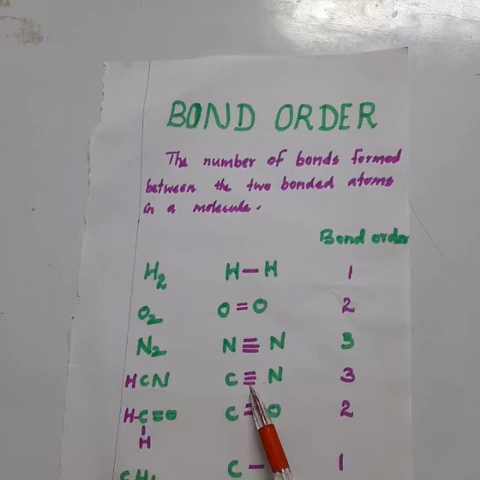 BOND ORDER
The number of bonds formed
between the two bonded atoms
in a molecule.
Bond order
H₂ H–H 1
O₂ O=O 2
N₂ N≡N 3
HCN C≡N 3
H-C=O C=O 2
H
C– 1